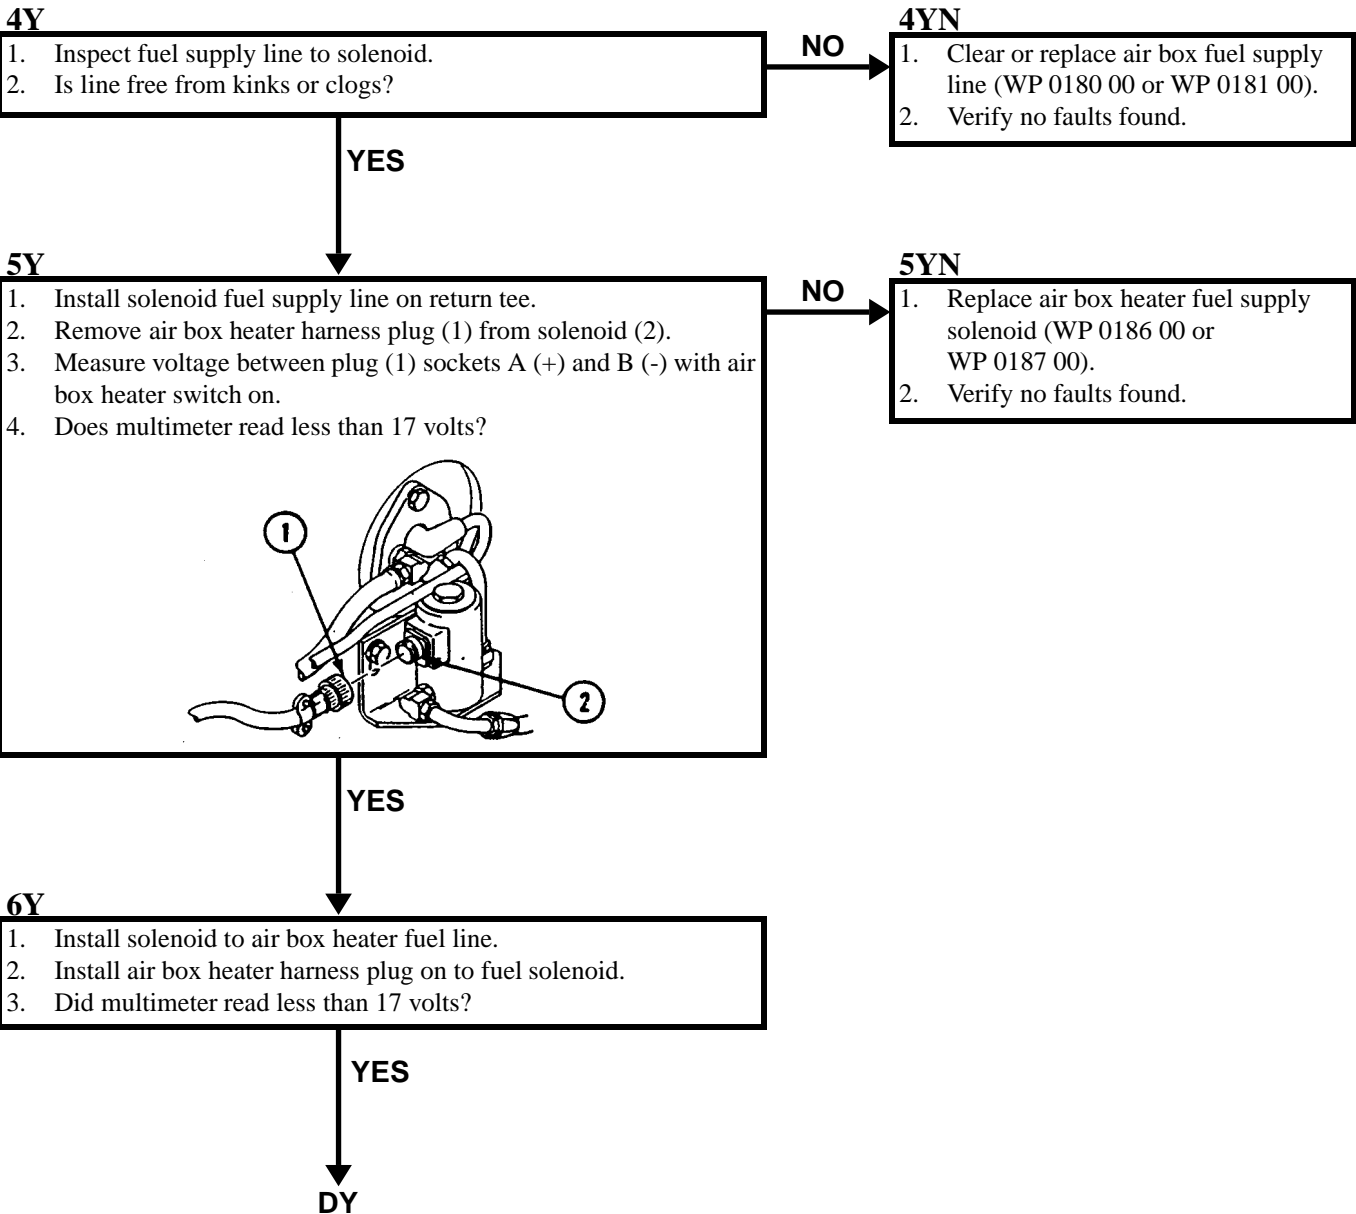 4Y
1. Inspect fuel supply line to solenoid.
2. Is line free from kinks or clogs?
NO
4YN
1. Clear or replace air box fuel supply
line (WP 0180 00 or WP 0181 00).
2. Verify no faults found.
YES
5Y
1. Install solenoid fuel supply line on return tee.
2. Remove air box heater harness plug (1) from solenoid (2).
3. Measure voltage between plug (1) sockets A (+) and B (-) with air
box heater switch on.
4. Does multimeter read less than 17 volts?
1
2
NO
5YN
1. Replace air box heater fuel supply
solenoid (WP 0186 00 or
WP 0187 00).
2. Verify no faults found.
YES
6Y
1. Install solenoid to air box heater fuel line.
2. Install air box heater harness plug on to fuel solenoid.
3. Did multimeter read less than 17 volts?
YES
DY